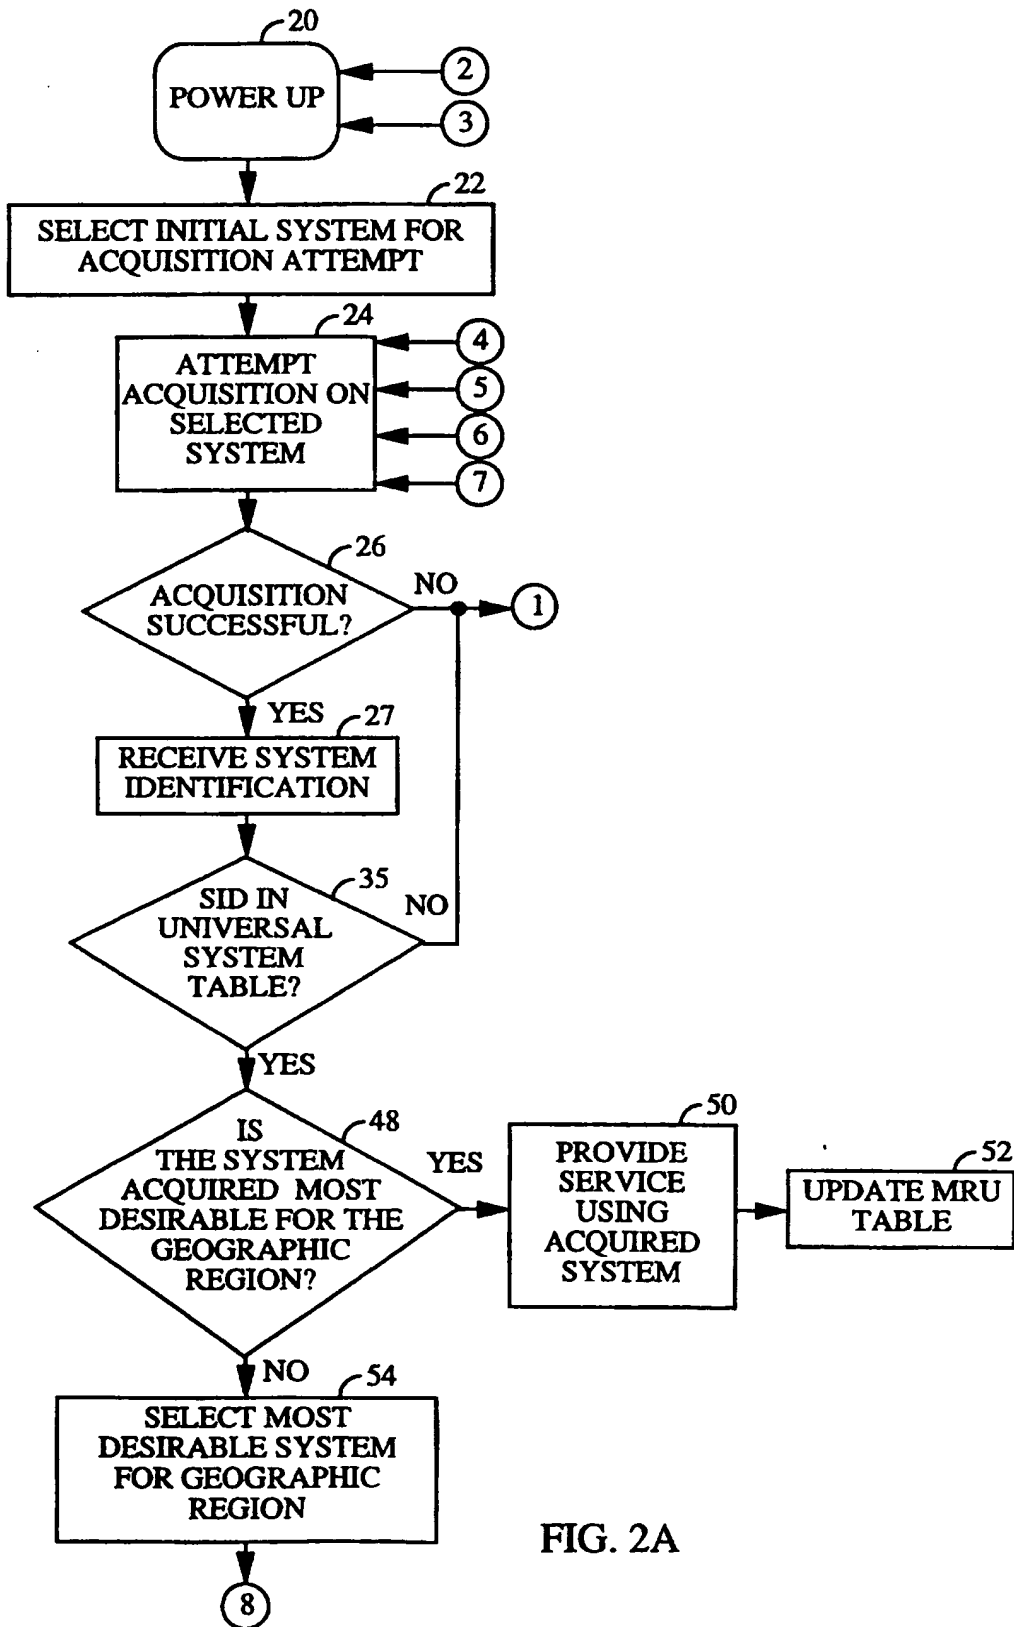 20
POWER UP
2
3
22
SELECT INITIAL SYSTEM FOR
ACQUISITION ATTEMPT
24
ATTEMPT
ACQUISITION ON
SELECTED
SYSTEM
4
5
6
7
26
ACQUISITION
SUCCESSFUL?
NO
1
YES
27
RECEIVE SYSTEM
IDENTIFICATION
35
SID IN
UNIVERSAL
SYSTEM
TABLE?
NO
YES
48
IS
THE SYSTEM
ACQUIRED MOST
DESIRABLE FOR THE
GEOGRAPHIC
REGION?
YES
50
PROVIDE
SERVICE
USING
ACQUIRED
SYSTEM
52
UPDATE MRU
TABLE
NO
54
SELECT MOST
DESIRABLE SYSTEM
FOR GEOGRAPHIC
REGION
8
FIG. 2A